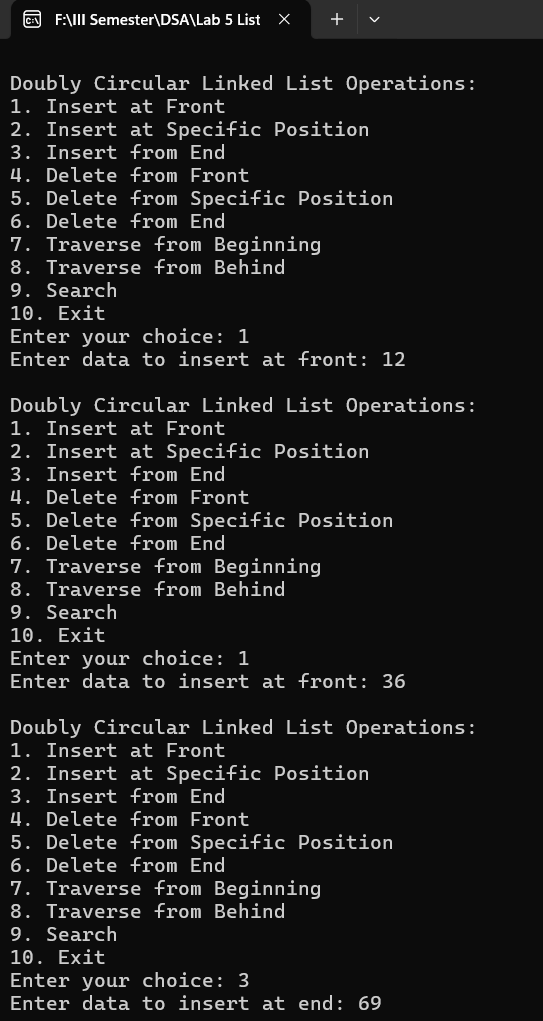 F:\III Semester\DSA\Lab 5 List
Doubly Circular Linked List Operations:
1. Insert at Front
2. Insert at Specific Position
3. Insert from End
4. Delete from Front
5. Delete from Specific Position
6. Delete from End
7. Traverse from Beginning
8. Traverse from Behind
9. Search
10. Exit
Enter your choice: 1
Enter data to insert at front: 12
Doubly Circular Linked List Operations:
1. Insert at Front
2. Insert at Specific Position
3. Insert from End
4. Delete from Front
5. Delete from Specific Position
6. Delete from End
7. Traverse from Beginning
8. Traverse from Behind
9. Search
10. Exit
Enter your choice: 1
Enter data to insert at front: 36
Doubly Circular Linked List Operations:
1. Insert at Front
2. Insert at Specific Position
3. Insert from End
4. Delete from Front
5. Delete from Specific Position
6. Delete from End
7. Traverse from Beginning
8. Traverse from Behind
9. Search
10. Exit
Enter your choice: 3
Enter data to insert at end: 69